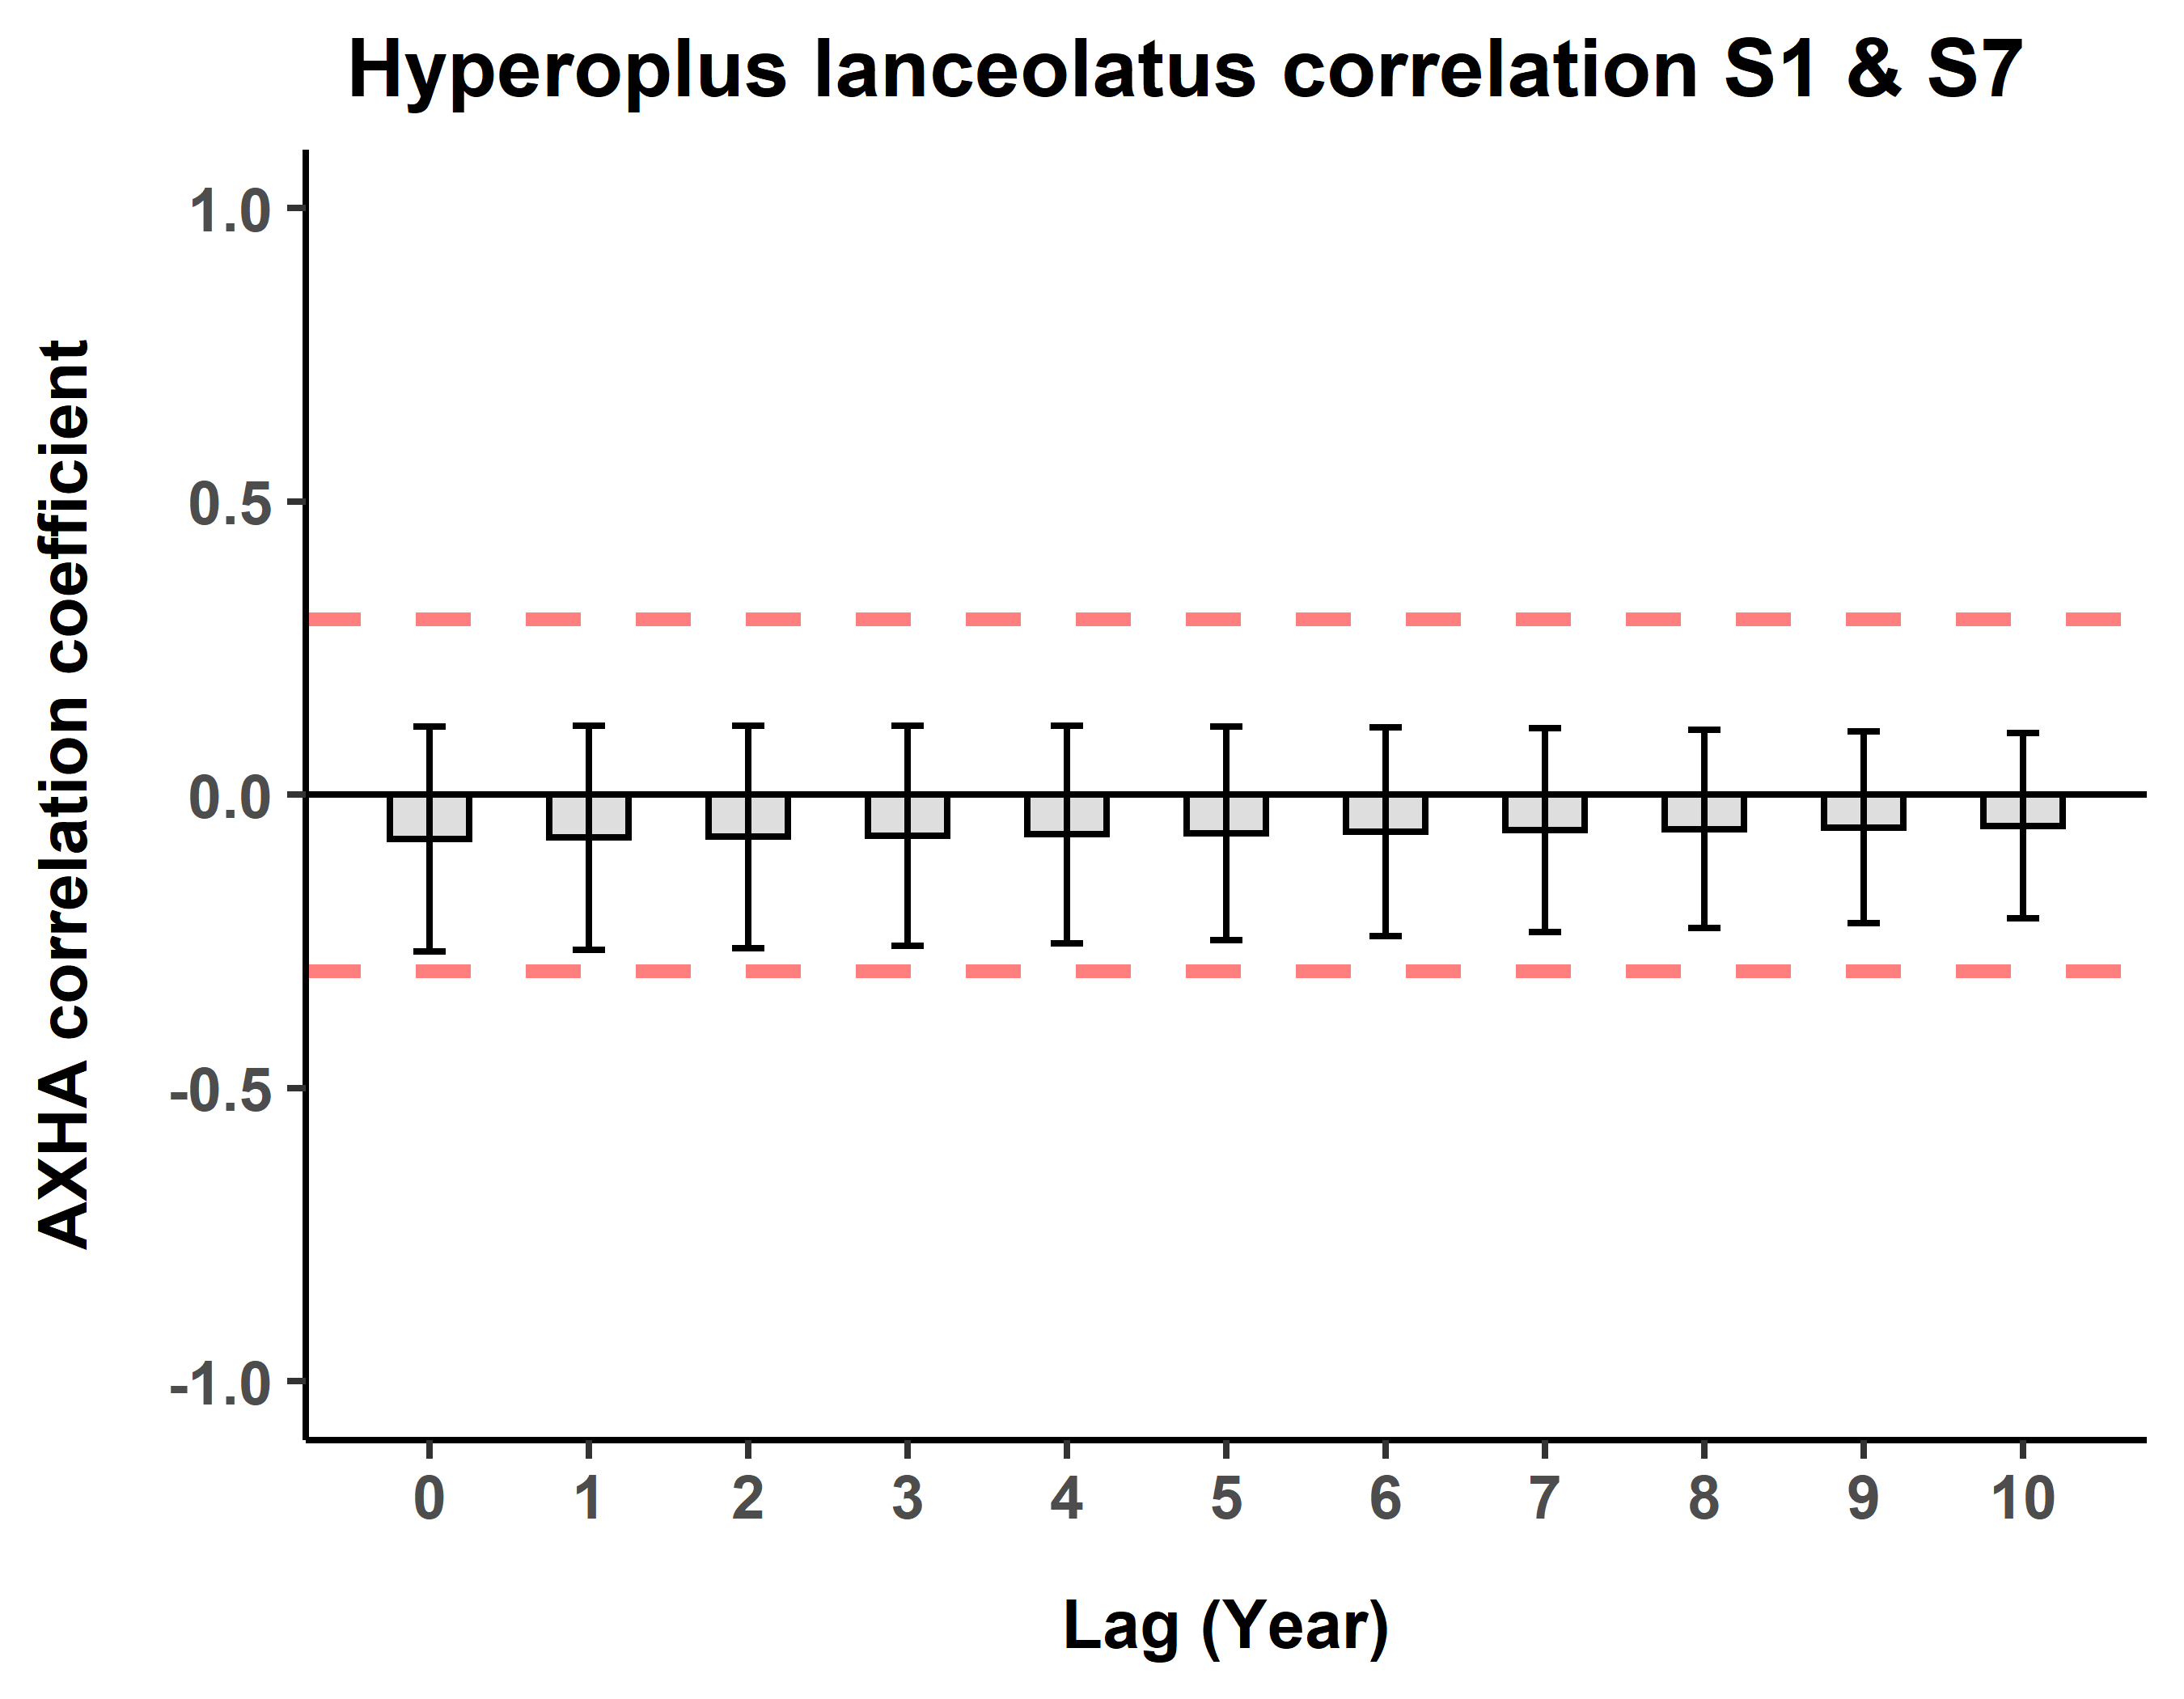 Hyperoplus lanceolatus correlation S1 & S7
AXHA correlation coefficient
1.0
0.5
0.0
-0.5
-1.0
0 1 2 3 4 5 6 7 8 9 10
Lag (Year)